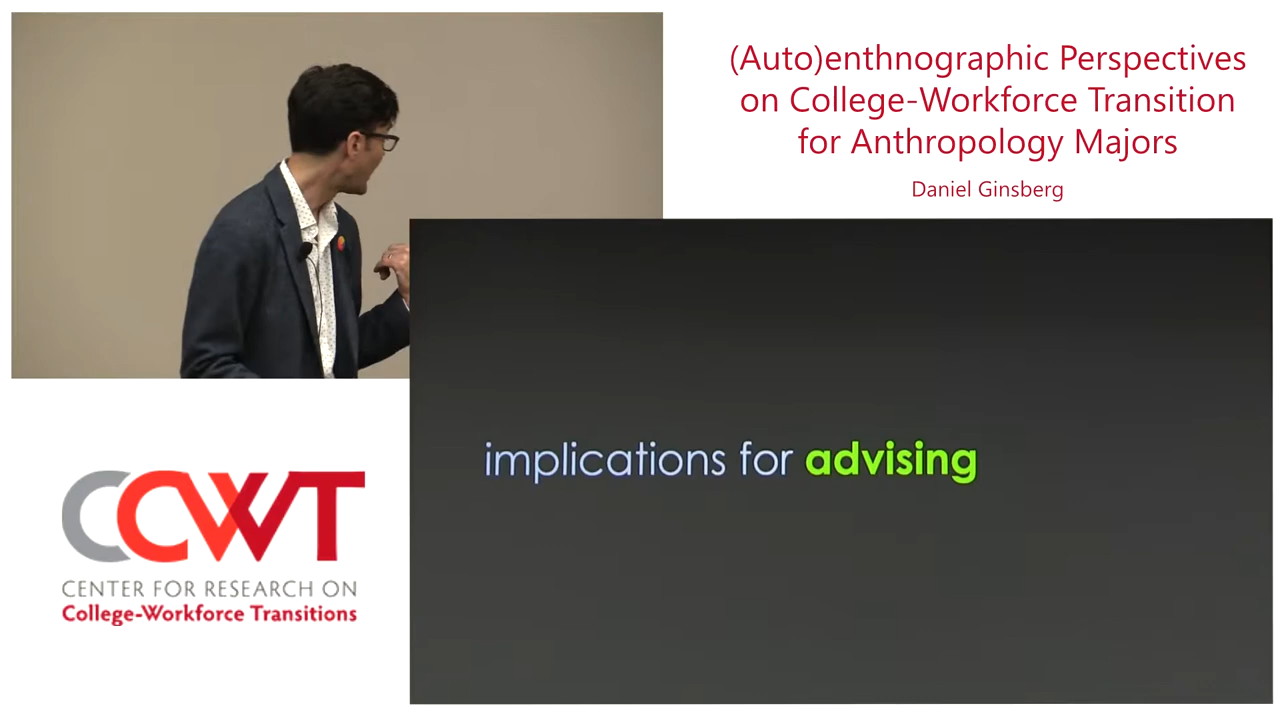 (Auto)enthnographic Perspectives
on College-Workforce Transition
for Anthropology Majors
Daniel Ginsberg
implications for advising
CCWT
CENTER FOR RESEARCH ON
College-Workforce Transitions